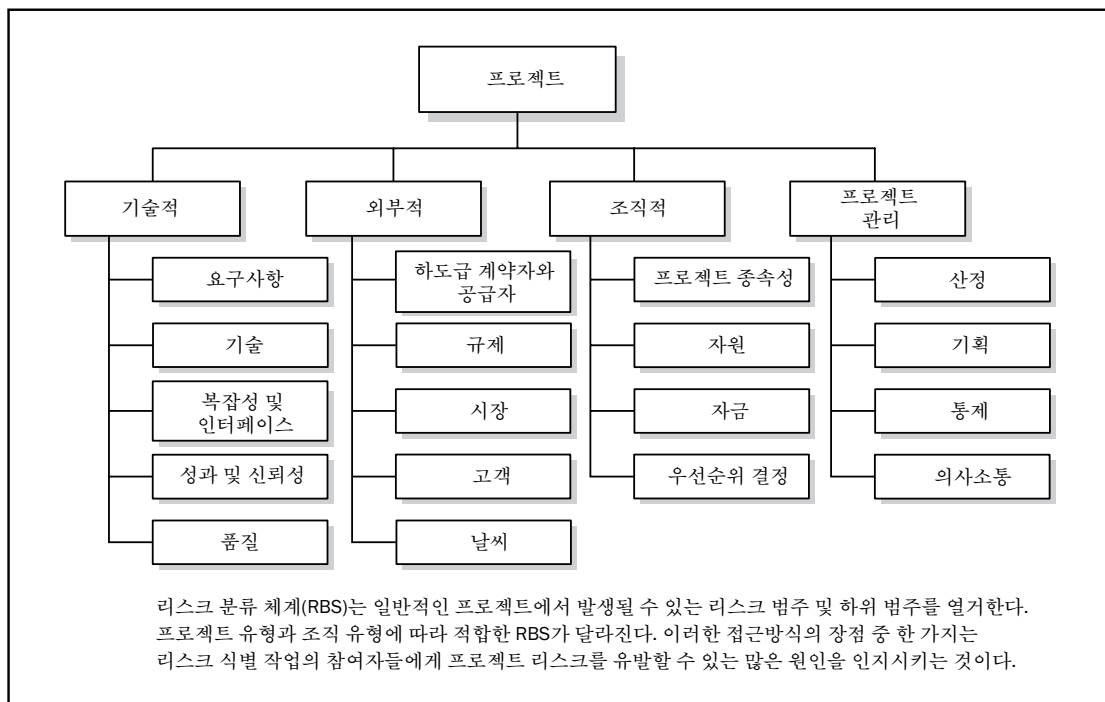 프로젝트
기술적
외부적
조직적
프로젝트
관리
요구사항
기술
복잡성 및
인터페이스
성과 및 신뢰성
품질
하도급 계약자와
공급자
규제
시장
고객
날씨
프로젝트 종속성
자원
자금
우선순위 결정
산정
기획
통제
의사소통
리스크 분류 체계(RBS)는 일반적인 프로젝트에서 발생될 수 있는 리스크 범주 및 하위 범주를 열거한다.
프로젝트 유형과 조직 유형에 따라 적합한 RBS가 달라진다. 이러한 접근방식의 장점 중 한 가지는
리스크 식별 작업의 참여자들에게 프로젝트 리스크를 유발할 수 있는 많은 원인을 인지시키는 것이다.